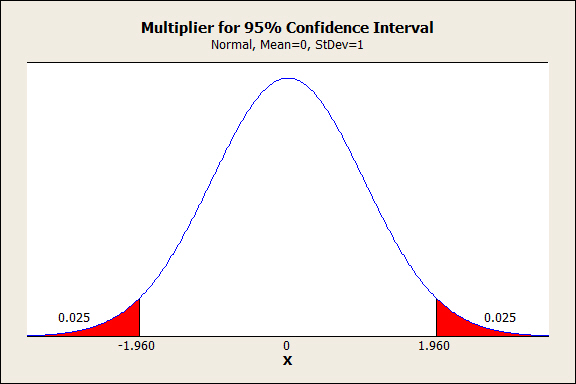 Multiplier for 95% Confidence Interval
Normal, Mean=0, StDev=1
0.025 0.025
-1.960 0 1.960
X